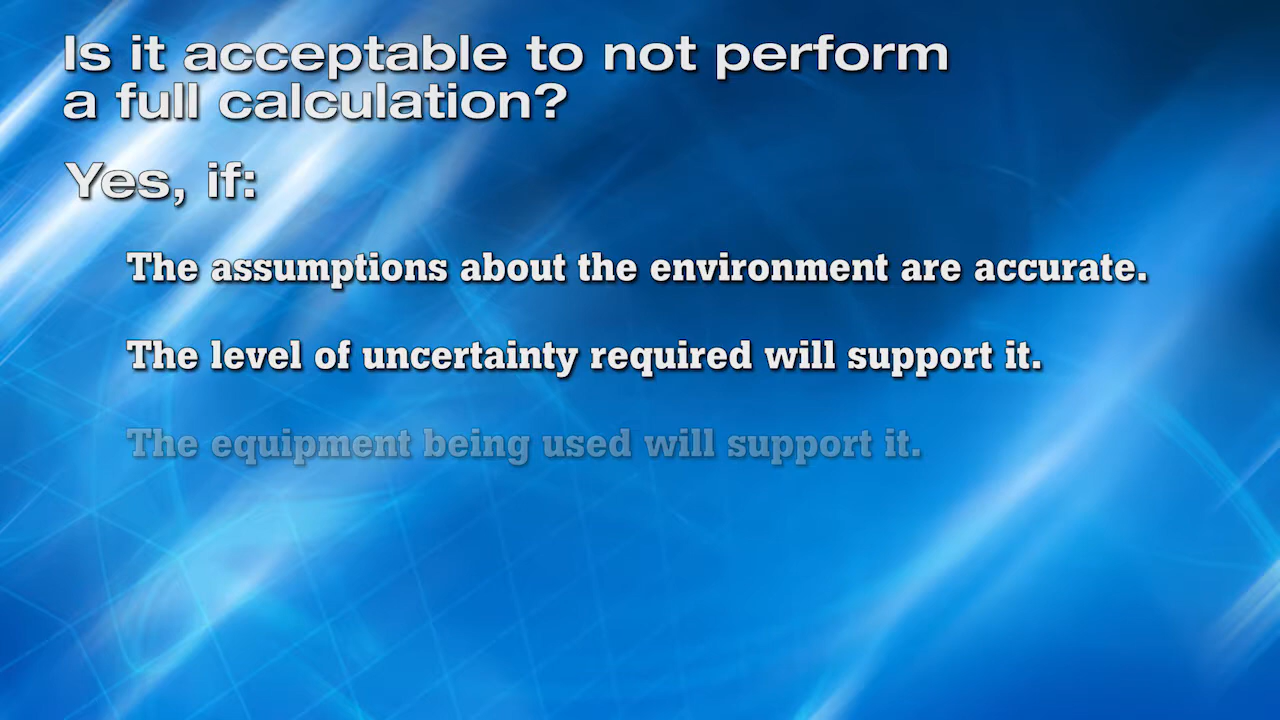 Is it acceptable to not perform
a full calculation?
Yes, if:
The assumptions about the environment are accurate.
The level of uncertainty required will support it.
The equipment being used will support it.